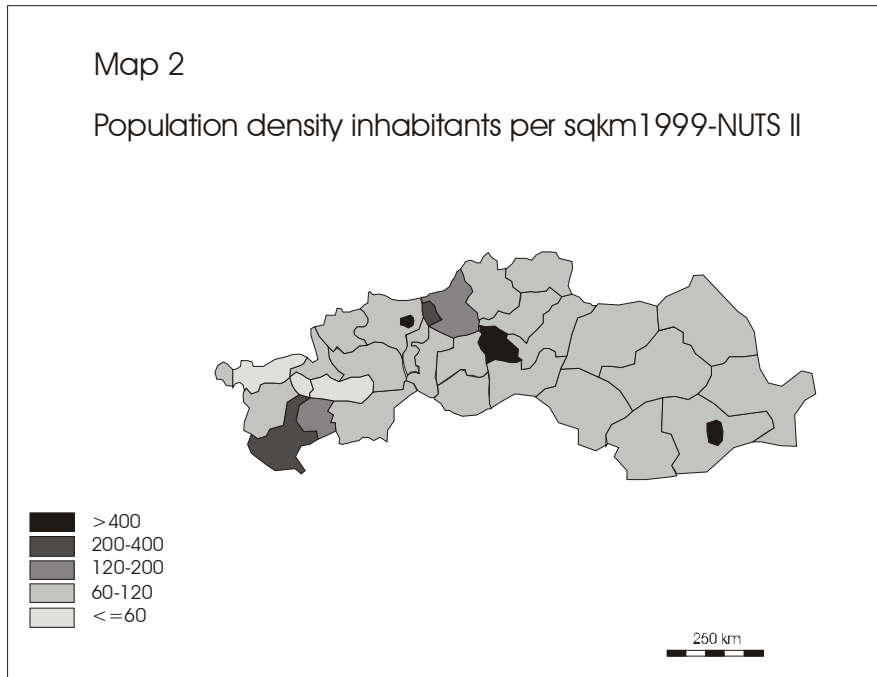 Map 2
Population density inhabitants per sqkm1999-NUTS II
>400
200-400
120-200
60-120
<=60
250 km